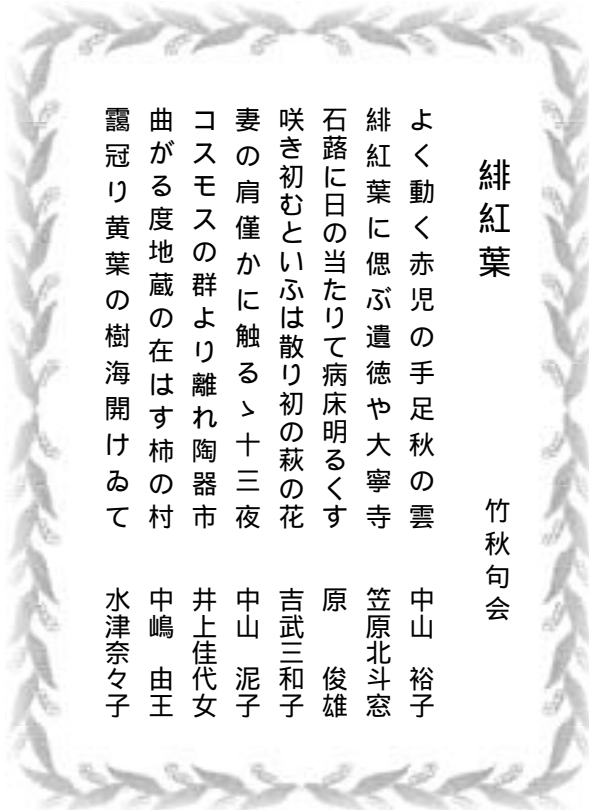 緋紅葉
竹秋句会
よく動く赤児の手足秋の雲　中山　裕子
緋紅葉に偲ぶ遺徳や大寧寺　笠原北斗窓
石蕗に日の当たりて病床明るくす　原　俊雄
咲き初むといふは散り初の萩の花　吉武三和子
妻の肩僅かに触るゝ十三夜　中山　泥子
コスモスの群より離れ陶器市　井上佳代女
曲がる度地蔵の在はす柿の村　中嶋　由王
靄冠り黄葉の樹海開けゐて　水津奈々子